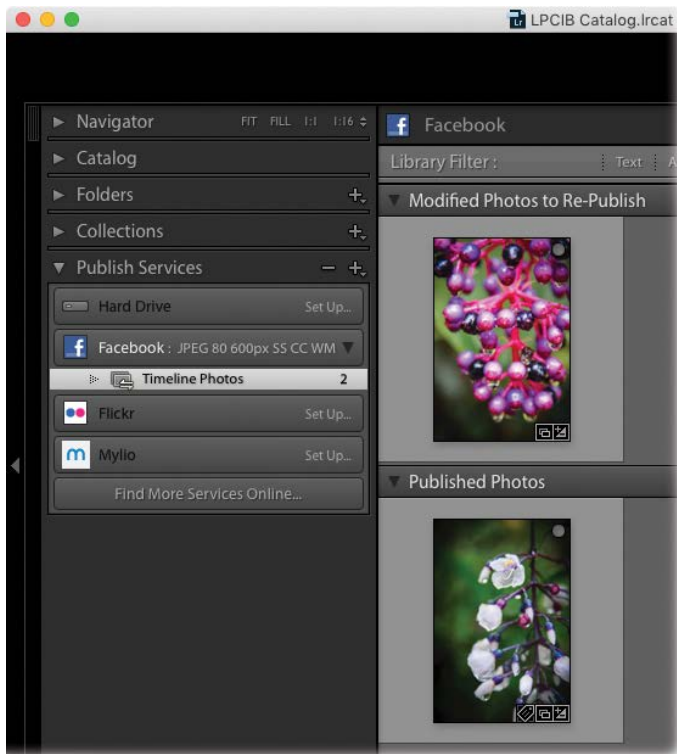 LPCIB Catalog.lrcat
Navigator FIT FILL 1:1 1:16
Catalog
Folders
Collections
Publish Services
Hard Drive Set Up...
Facebook : JPEG 80 600px SS CC WM
Timeline Photos 2
Flickr Set Up...
Mylio Set Up...
Find More Services Online...
Facebook
Library Filter : Text A
Modified Photos to Re-Publish
Published Photos